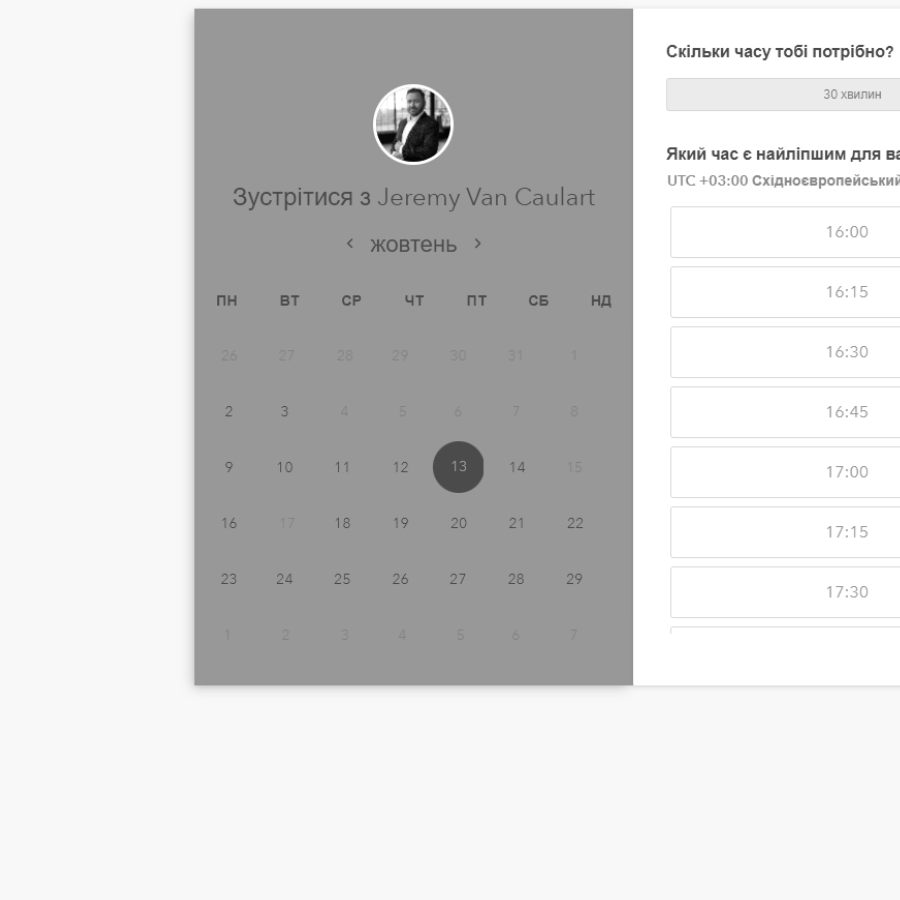 Зустрітися з Jeremy Van Caulart
жовтень
ПН ВТ СР ЧТ ПТ СБ НД
26 27 28 29 30 31 1
2 3 4 5 6 7 8
9 10 11 12 13 14 15
16 17 18 19 20 21 22
23 24 25 26 27 28 29
1 2 3 4 5 6 7
Скільки часу тобі потрібно?
30 хвилин
Який час є найліпшим для ва
UTC +03:00 Східноєвропейський
16:00
16:15
16:30
16:45
17:00
17:15
17:30